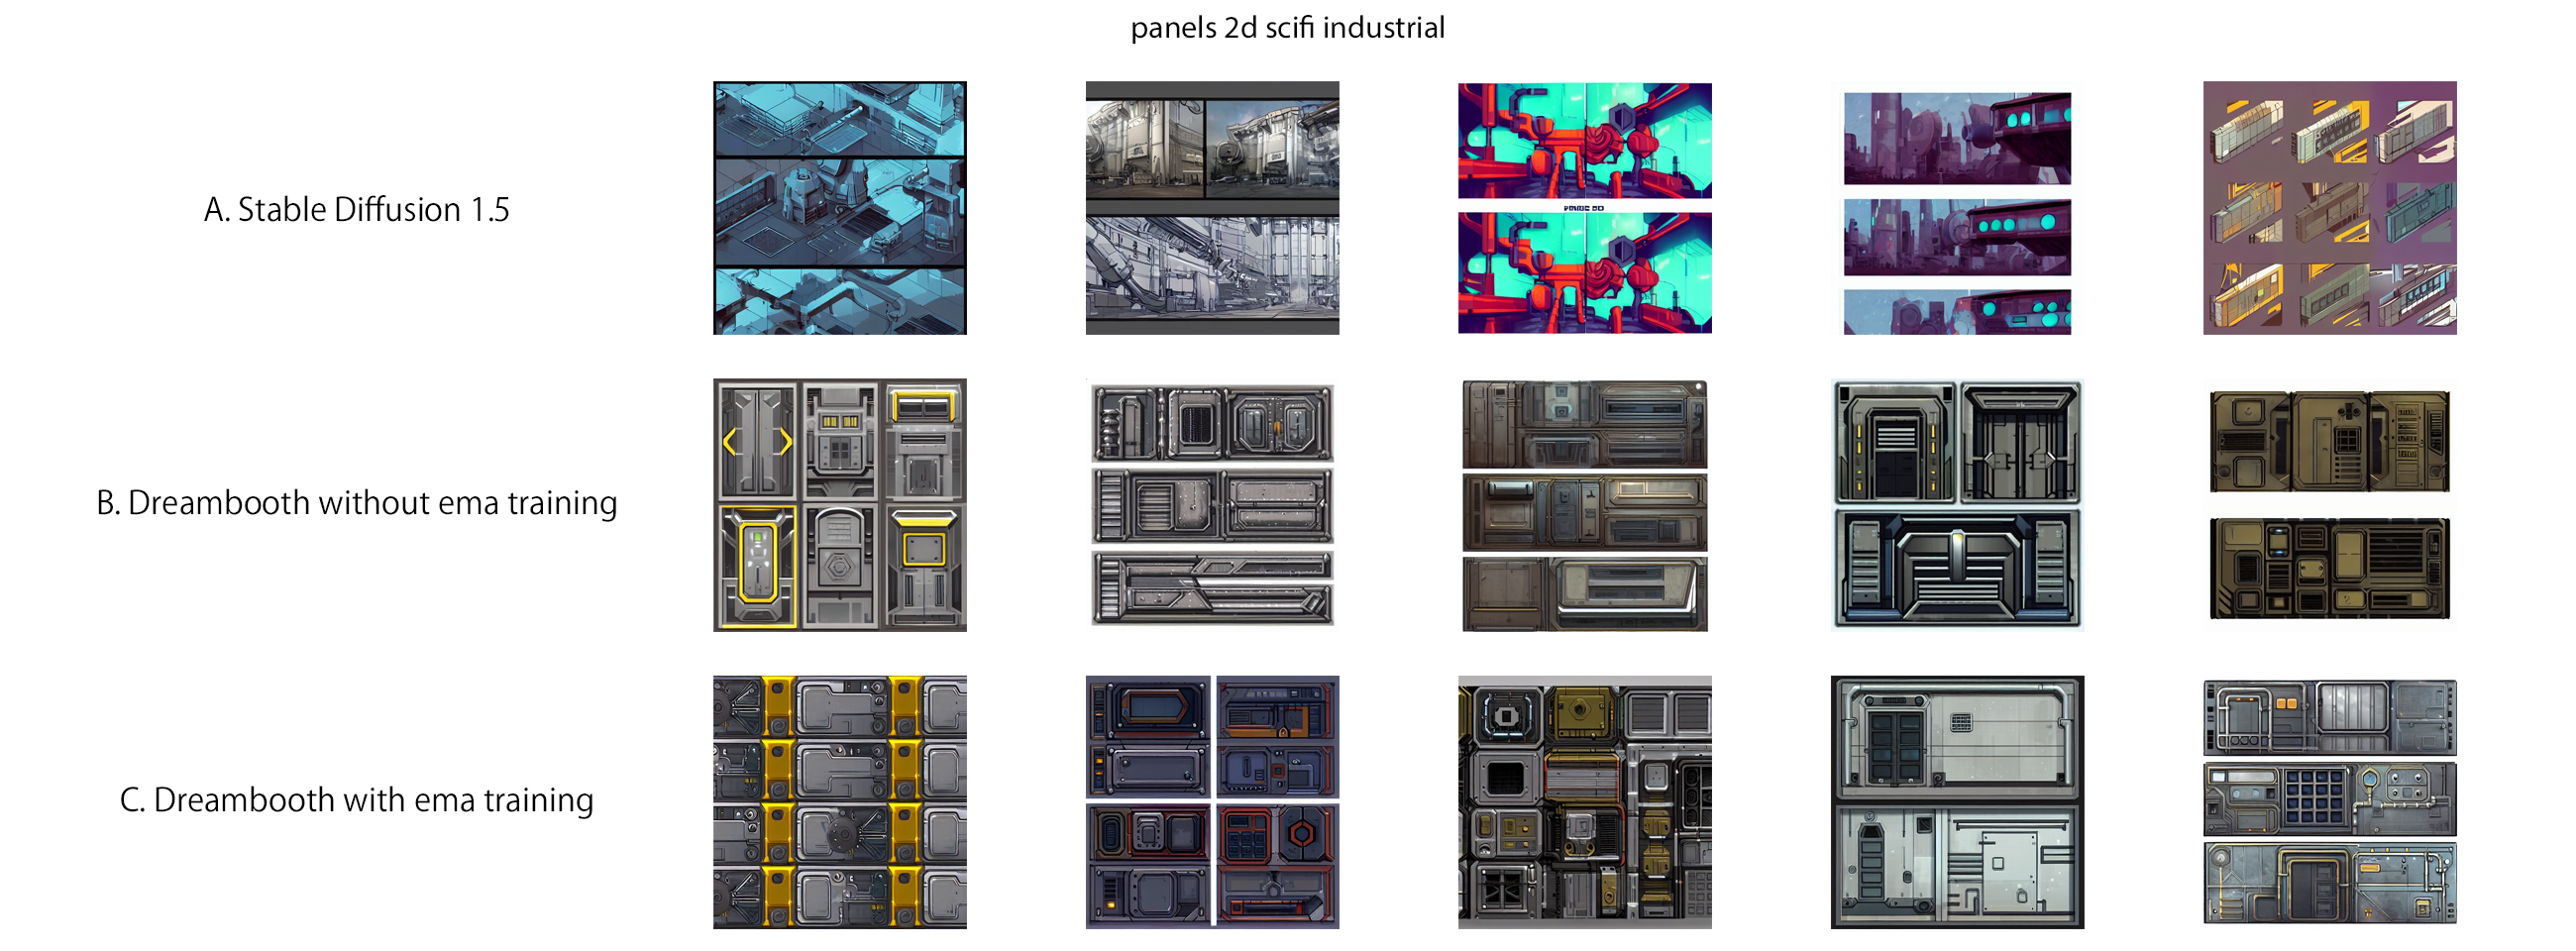 panels 2d scifi industrial
A. Stable Diffusion 1.5
B. Dreambooth without ema training
C. Dreambooth with ema training